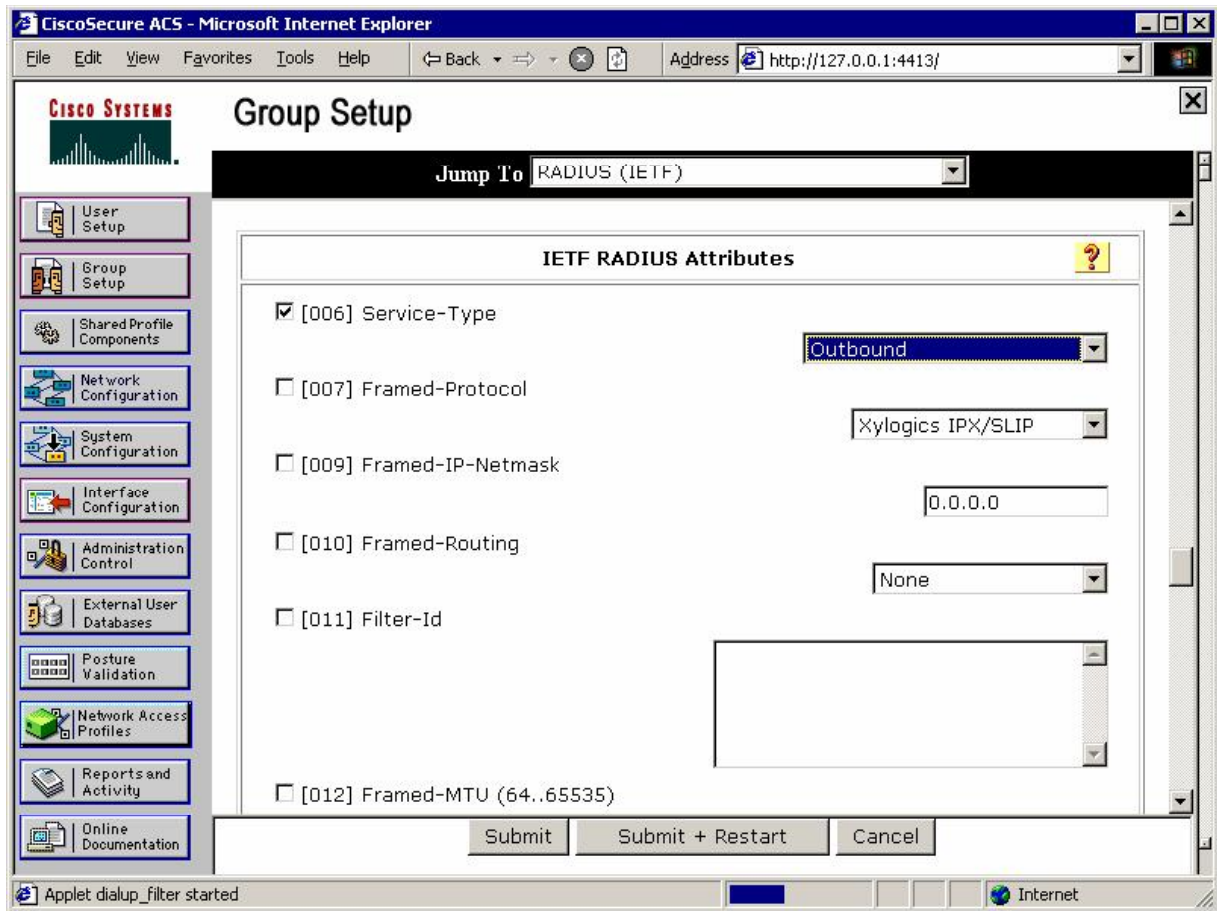 CiscoSecure ACS - Microsoft Internet Explorer
File Edit View Favorites Tools Help Back Address http://127.0.0.1:4413/
CISCO SYSTEMS
Group Setup
Jump To RADIUS (IETF)
User
Setup
Group
Setup
Shared Profile
Components
Network
Configuration
System
Configuration
Interface
Configuration
Administration
Control
External User
Databases
Posture
Validation
Network Access
Profiles
Reports and
Activity
Online
Documentation
IETF RADIUS Attributes ?
[006] Service-Type
Outbound
[007] Framed-Protocol
Xylogics IPX/SLIP
[009] Framed-IP-Netmask
0.0.0.0
[010] Framed-Routing
None
[011] Filter-Id
[012] Framed-MTU (64..65535)
Submit Submit + Restart Cancel
Applet dialup_filter started Internet